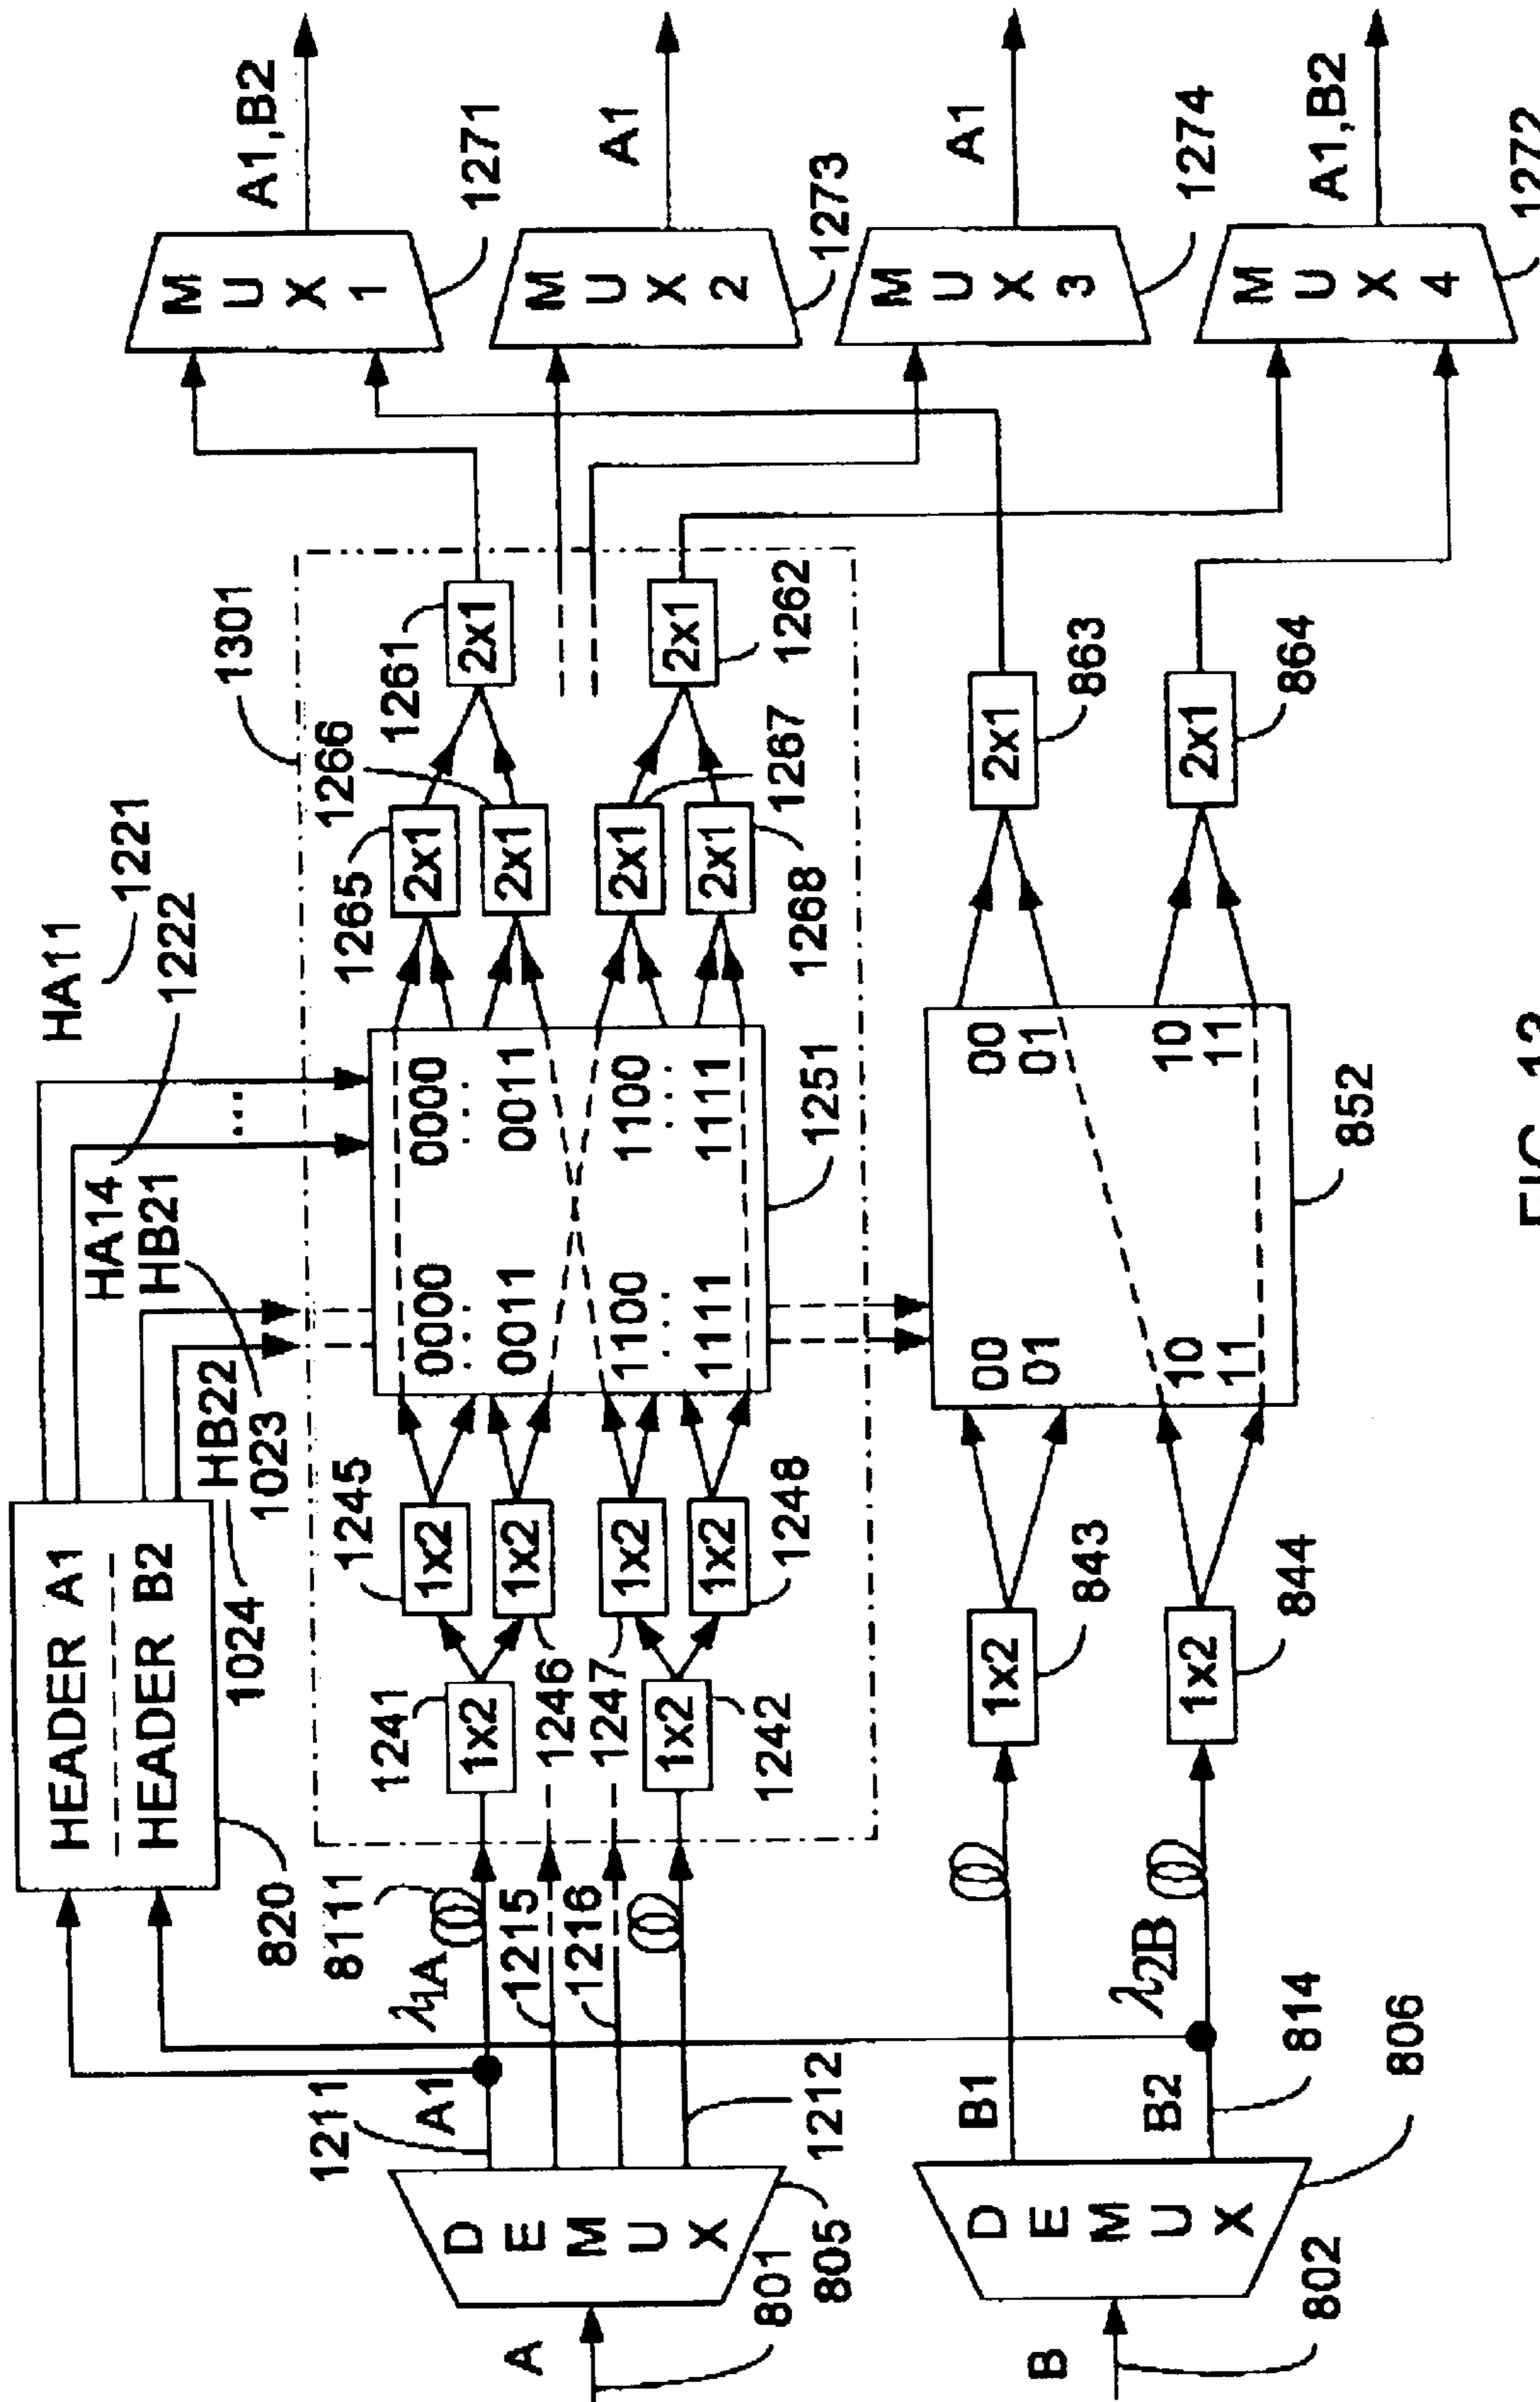 HEADER A1
HEADER B2
820
HA11
1221
HA14
1222
HB21
1023
HB22
1024
1301
A
801
D
E
M
U
X
805
1211
A1
λ1A
8111
1215
1216
1212
1241
1x2
1246
1247
1x2
1242
1245
1x2
1x2
1x2
1x2
1248
0000
...
0011
1100
...
1111
0000
...
0011
1100
...
1111
...
1251
1265
2x1
1266
2x1
2x1
1267
2x1
1268
1261
2x1
2x1
1262
M
U
X
1
1271
A1,B2
M
U
X
2
1273
A1
M
U
X
3
1274
A1
M
U
X
4
1272
A1,B2
B
802
D
E
M
U
X
806
B1
B2
814
λ2B
1x2
843
1x2
844
00
01
10
11
00
01
10
11
852
2x1
863
2x1
864